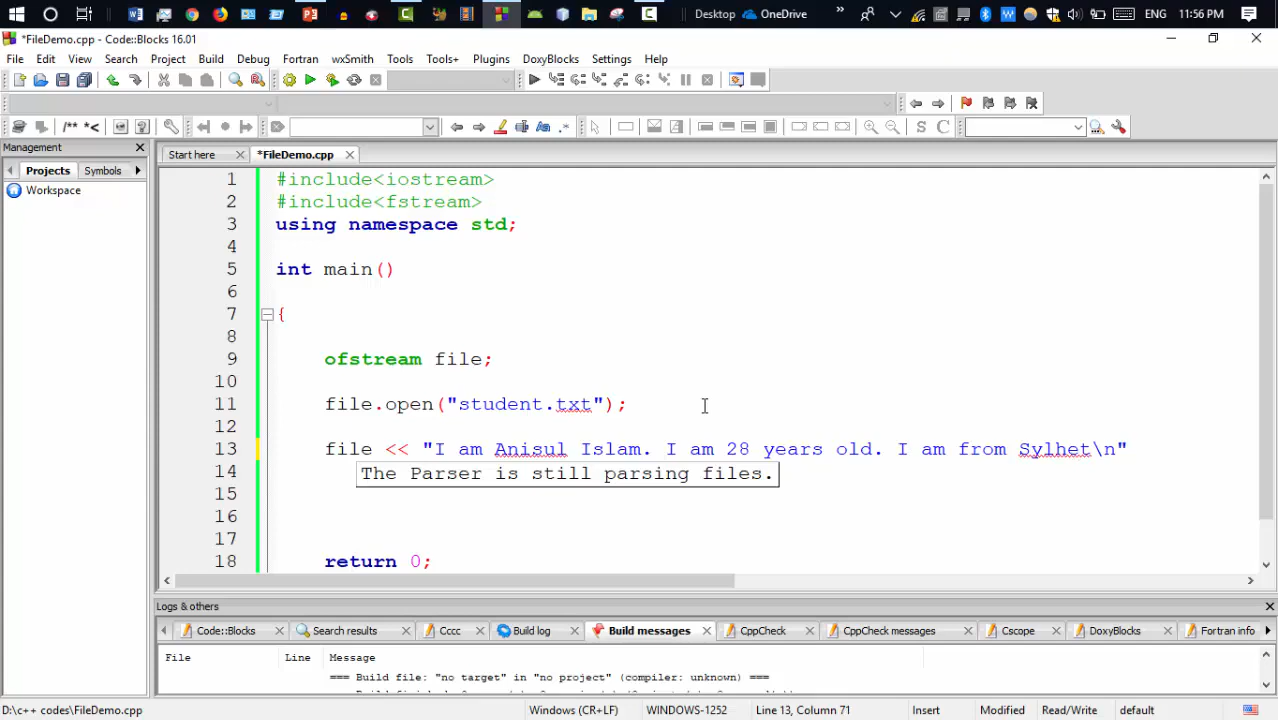 Desktop OneDrive ENG 11:56 PM
*FileDemo.cpp - Code::Blocks 16.01
File Edit View Search Project Build Debug Fortran wxSmith Tools Tools+ Plugins DoxyBlocks Settings Help
/** *<
Management
Start here *FileDemo.cpp
Projects Symbols
Workspace
1 #include<iostream>
2 #include<fstream>
3 using namespace std;
4
5 int main()
6
7 {
8
9 ofstream file;
10
11 file.open("student.txt");
12
13 file << "I am Anisul Islam. I am 28 years old. I am from Sylhet\n"
14 The Parser is still parsing files.
15
16
17
18 return 0;
Logs & others
Code::Blocks Search results Cccc Build log Build messages CppCheck CppCheck messages Cscope DoxyBlocks Fortran info
File Line Message
=== Build file: "no target" in "no project" (compiler: unknown) ===
D:\c++ codes\FileDemo.cpp Windows (CR+LF) WINDOWS-1252 Line 13, Column 71 Insert Modified Read/Write default